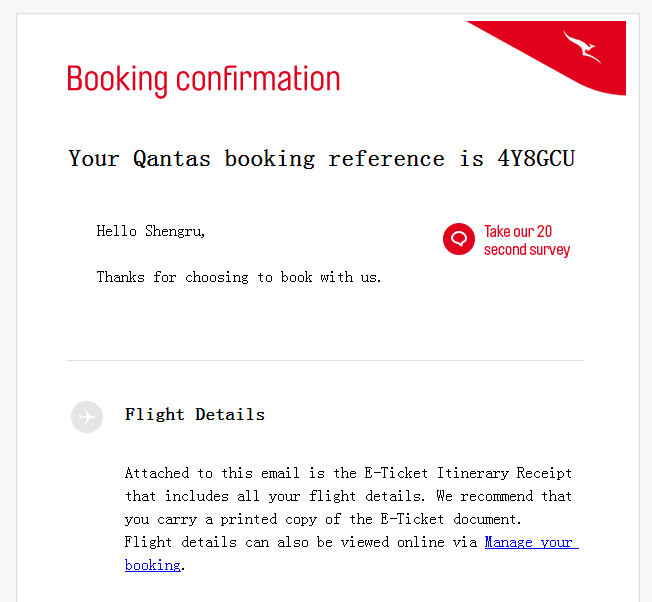 Booking confirmation
Your Qantas booking reference is 4Y8GCU
Hello Shengru,
Take our 20
second survey
Thanks for choosing to book with us.
Flight Details
Attached to this email is the E-Ticket Itinerary Receipt
that includes all your flight details. We recommend that
you carry a printed copy of the E-Ticket document.
Flight details can also be viewed online via Manage your
booking.